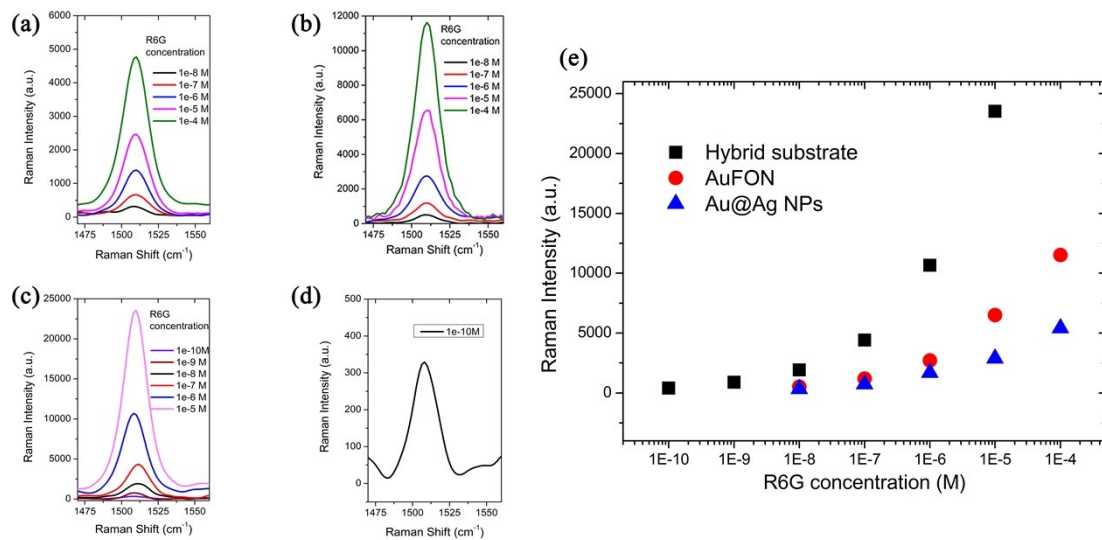 (a)
6000
5000
4000
3000
2000
1000
0
Raman Intensity (a.u.)
R6G
concentration
1e-8 M
1e-7 M
1e-6 M
1e-5 M
1e-4 M
1475 1500 1525 1550
Raman Shift (cm⁻¹)
(b)
12000
10000
8000
6000
4000
2000
0
Raman Intensity (a.u.)
R6G
concentration
1e-8 M
1e-7 M
1e-6 M
1e-5 M
1e-4 M
1475 1500 1525 1550
Raman Shift (cm⁻¹)
(c)
25000
22500
20000
17500
15000
12500
10000
7500
5000
2500
0
Raman Intensity (a.u.)
R6G
concentration
1e-10M
1e-9 M
1e-8 M
1e-7 M
1e-6 M
1e-5 M
1475 1500 1525 1550
Raman Shift (cm⁻¹)
(d)
500
400
300
200
100
0
Raman Intensity (a.u.)
1e-10M
1475 1500 1525 1550
Raman Shift (cm⁻¹)
(e)
25000
20000
15000
10000
5000
0
Raman Intensity (a.u.)
Hybrid substrate
AuFON
Au@Ag NPs
1E-10 1E-9 1E-8 1E-7 1E-6 1E-5 1E-4
R6G concentration (M)